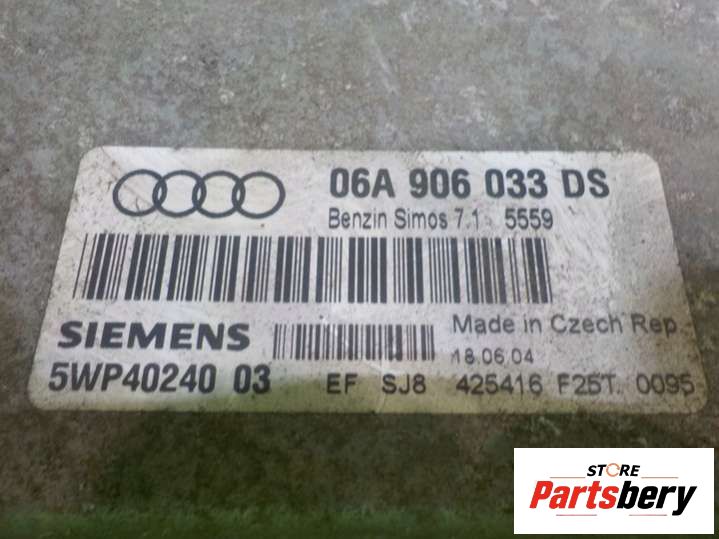 06A 906 033 DS
Benzin Simos 7.1 5559
SIEMENS
Made in Czech Rep
18.06.04
5WP40240 03 EF SJ8 425416 F25T. 0095
STORE
Partsbery